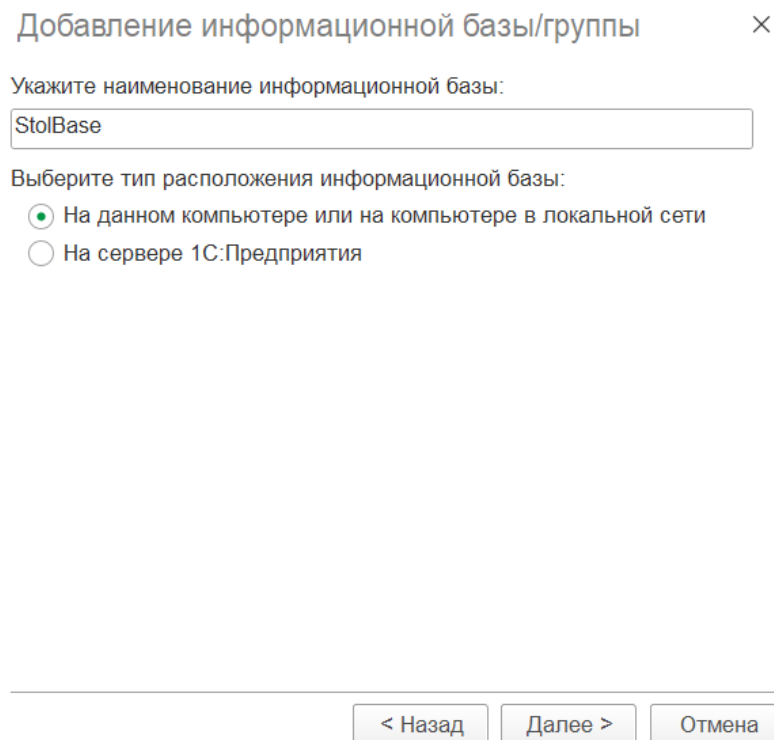 Добавление информационной базы/группы
Укажите наименование информационной базы:
StolBase
Выберите тип расположения информационной базы:
На данном компьютере или на компьютере в локальной сети
На сервере 1С:Предприятия
< Назад
Далее >
Отмена